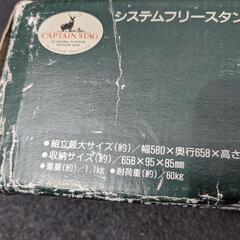 システムフリースタン
CAPTAIN STAG
●組立最大サイズ(約)／幅580×奥行658×高さ
●収納サイズ(約)／658×95×85mm
●重量(約)／1.1kg ●耐荷重(約)／60kg